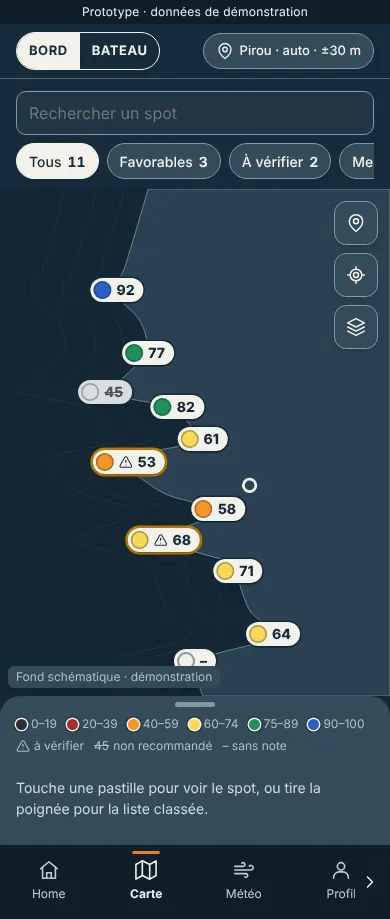 Prototype · données de démonstration
BORD BATEAU Pirou · auto · ±30 m
Rechercher un spot
Tous 11 Favorables 3 À vérifier 2 Me
92
77
45
82
61
53
58
68
71
64
–
Fond schématique · démonstration
0–19 20–39 40–59 60–74 75–89 90–100
à vérifier 45 non recommandé – sans note
Touche une pastille pour voir le spot, ou tire la
poignée pour la liste classée.
Home Carte Météo Profil